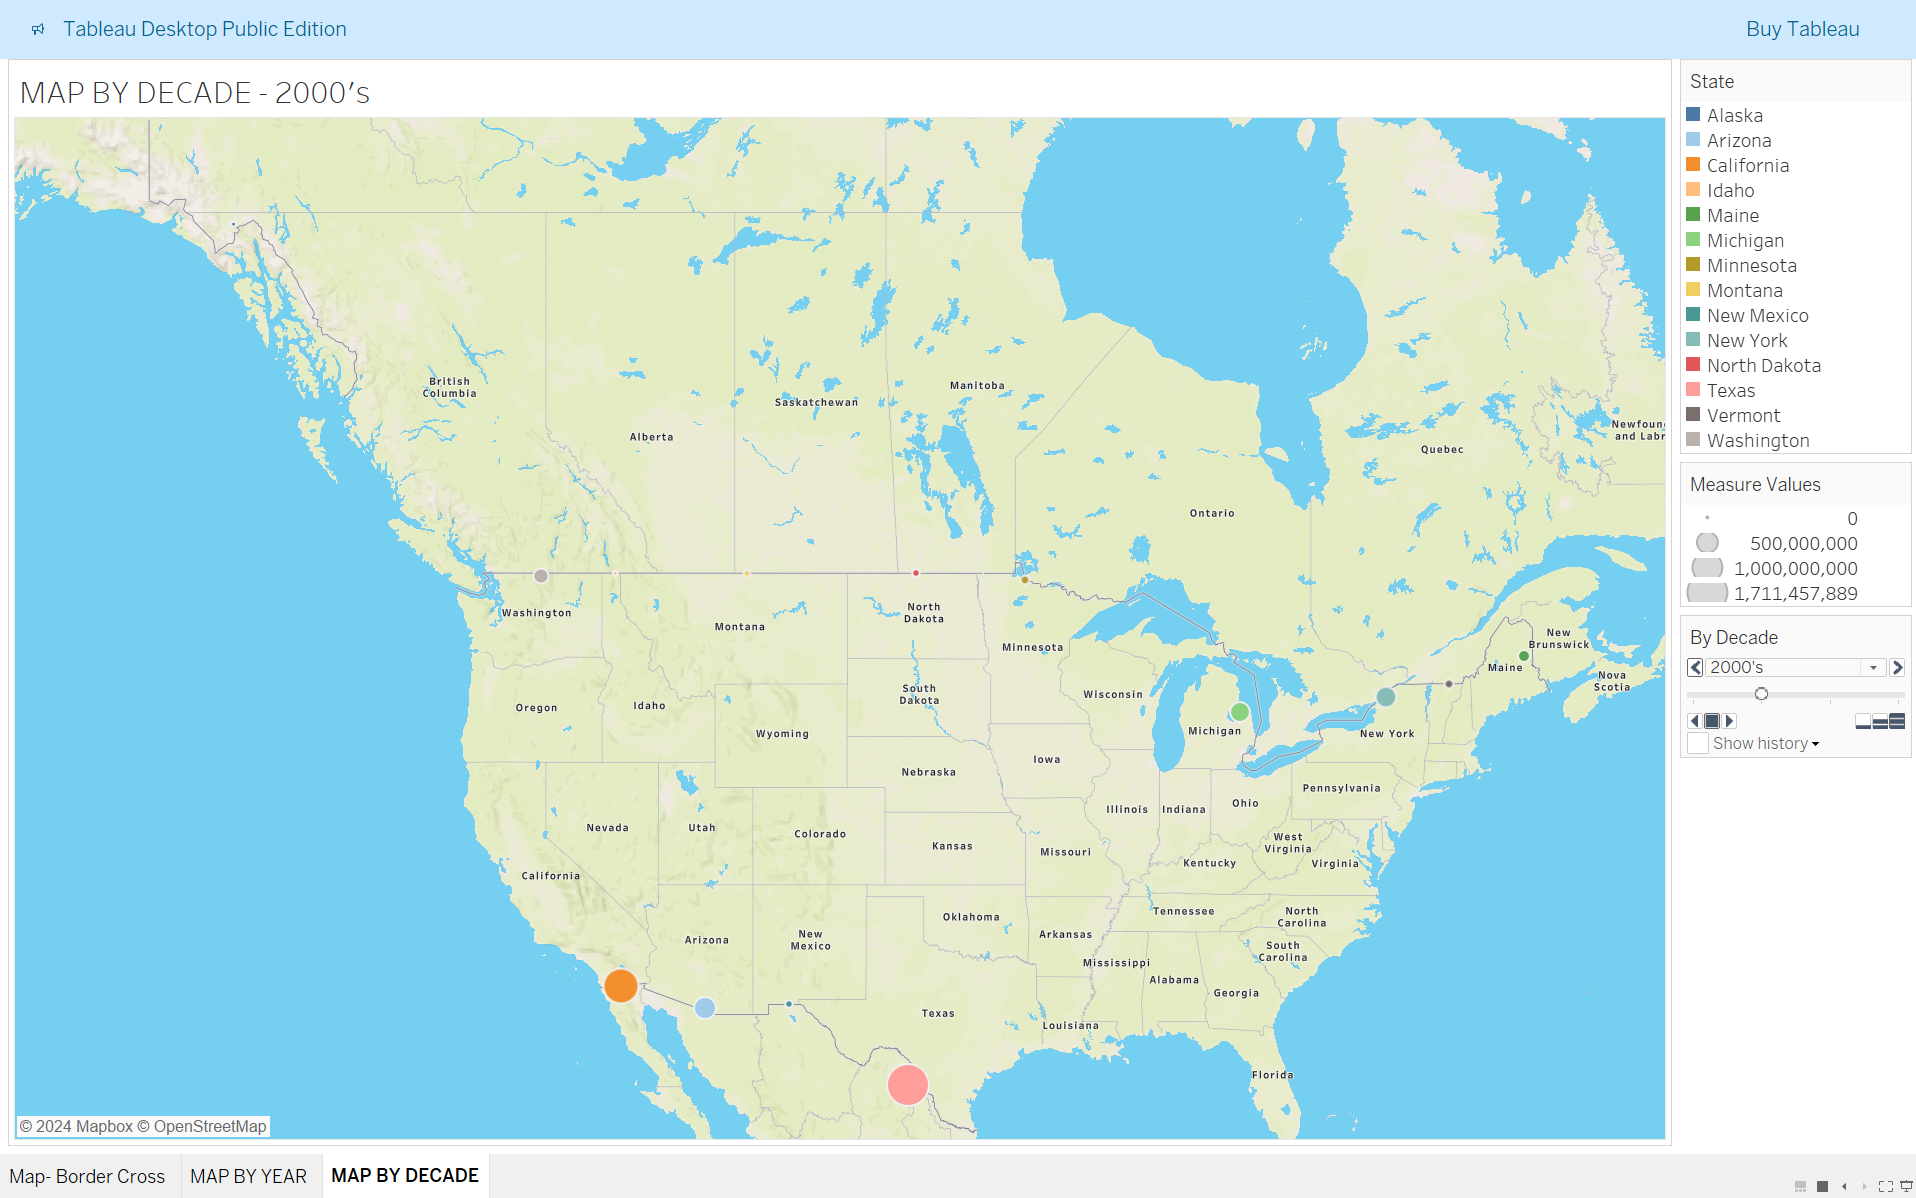 Tableau Desktop Public Edition
Buy Tableau
MAP BY DECADE - 2000's
British
Columbia
Alberta
Saskatchewan
Manitoba
Ontario
Quebec
Newfoun
and Labr
New
Brunswick
Nova
Scotia
Washington
Montana
North
Dakota
Minnesota
Maine
Oregon
Idaho
Wyoming
South
Dakota
Wisconsin
Michigan
New York
Nebraska
Iowa
Illinois
Indiana
Ohio
Pennsylvania
Nevada
Utah
Colorado
Kansas
Missouri
Kentucky
West
Virginia
Virginia
California
Arizona
New
Mexico
Oklahoma
Arkansas
Tennessee
North
Carolina
South
Carolina
Mississippi
Alabama
Georgia
Texas
Louisiana
Florida
© 2024 Mapbox © OpenStreetMap
State
Alaska
Arizona
California
Idaho
Maine
Michigan
Minnesota
Montana
New Mexico
New York
North Dakota
Texas
Vermont
Washington
Measure Values
0
500,000,000
1,000,000,000
1,711,457,889
By Decade
2000's
Show history
Map- Border Cross
MAP BY YEAR
MAP BY DECADE